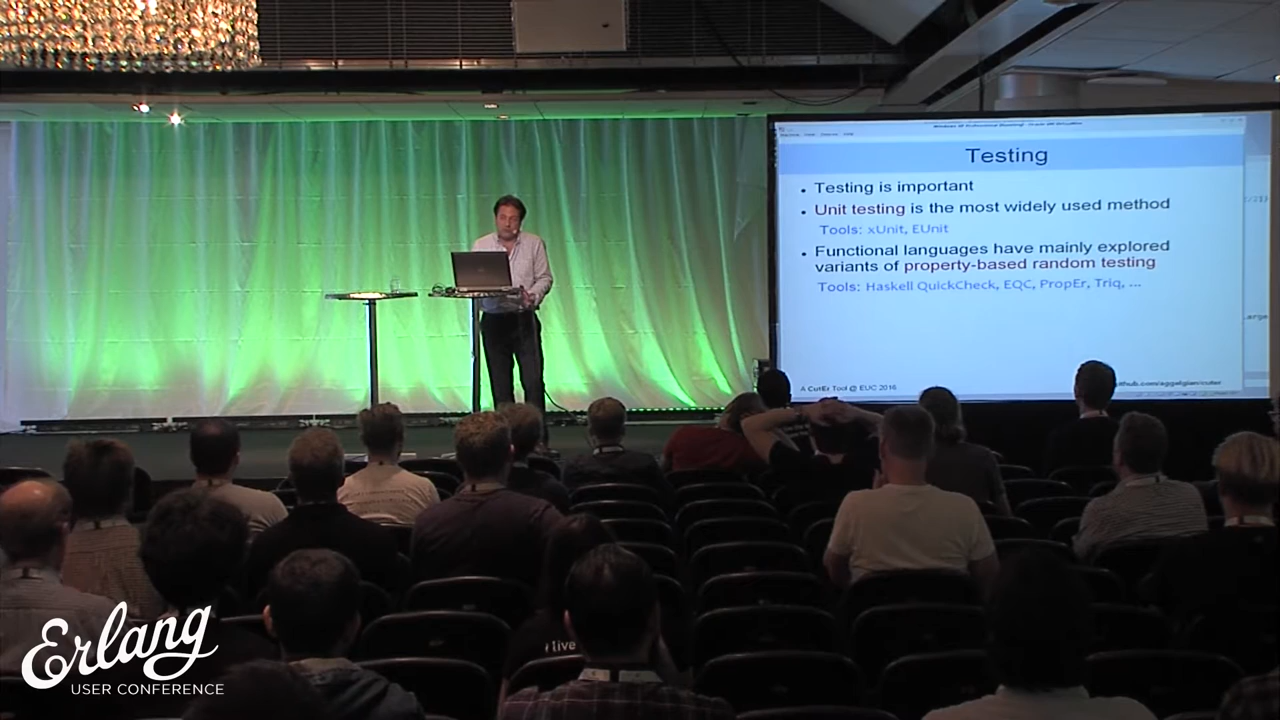 Testing
• Testing is important
• Unit testing is the most widely used method
Tools: xUnit, EUnit
• Functional languages have mainly explored
variants of property-based random testing
Tools: Haskell QuickCheck, EQC, PropEr, Triq, ...
A CutEr Tool @ EUC 2016
github.com/aggelgian/cuter
live
Erlang
USER CONFERENCE